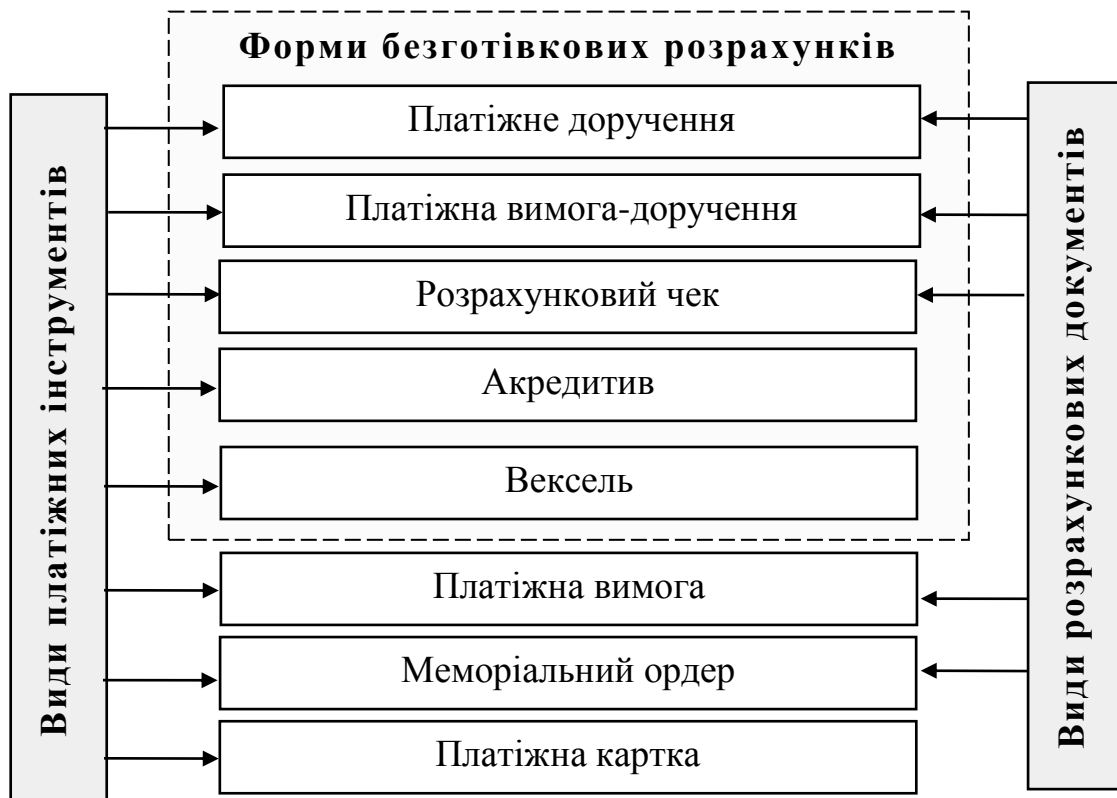 Форми безготівкових розрахунків
Види платіжних інструментів
Платіжне доручення
Платіжна вимога-доручення
Розрахунковий чек
Акредитив
Вексель
Платіжна вимога
Меморіальний ордер
Платіжна картка
Види розрахункових документів